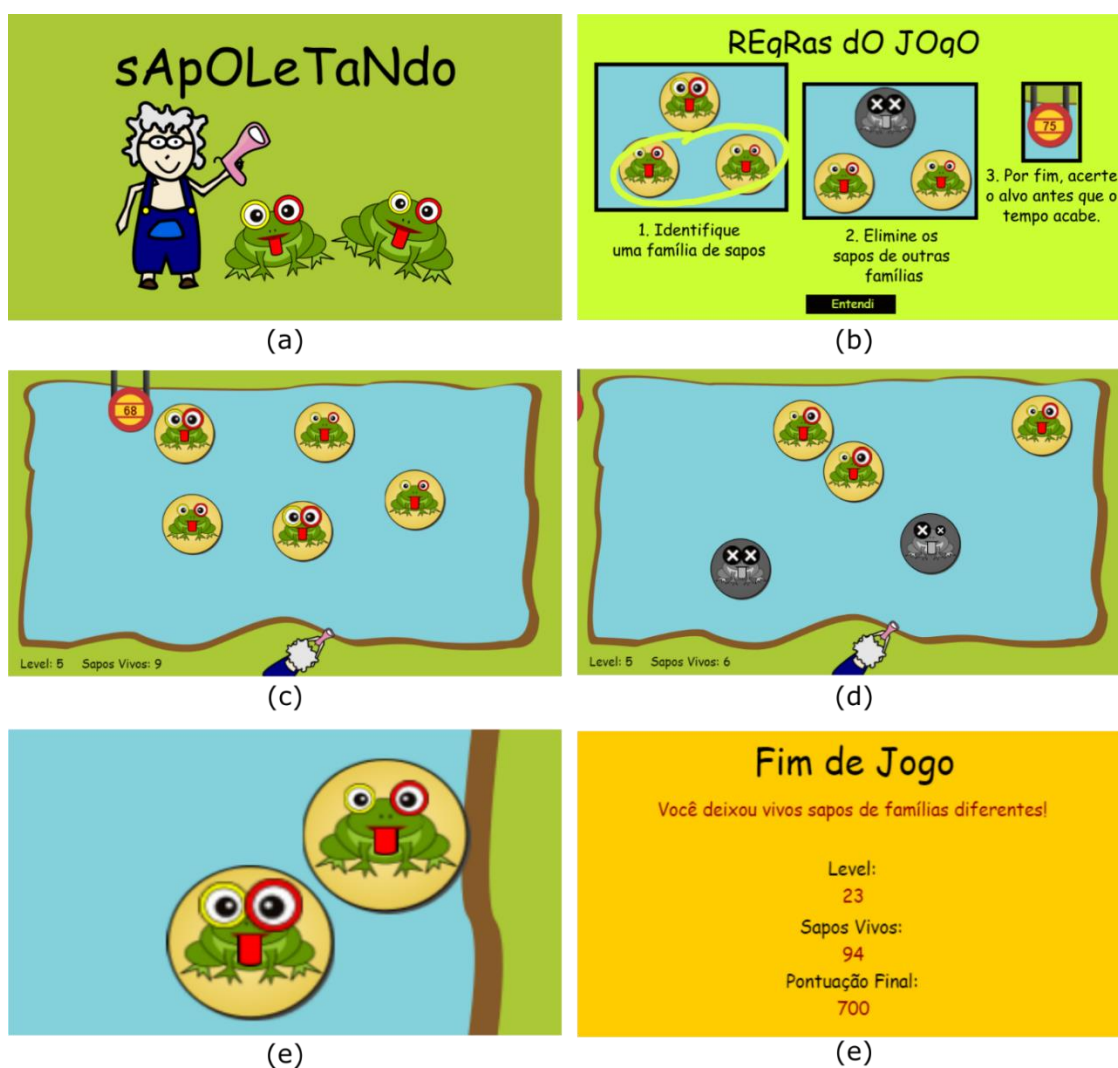 sApOLeTaNdo
(a)
REgRas dO JOgO
75
1. Identifique
uma família de sapos
2. Elimine os
sapos de outras
famílias
3. Por fim, acerte
o alvo antes que o
tempo acabe.
Entendi
(b)
68
Level: 5 Sapos Vivos: 9
(c)
Level: 5 Sapos Vivos: 6
(d)
(e)
Fim de Jogo
Você deixou vivos sapos de famílias diferentes!
Level:
23
Sapos Vivos:
94
Pontuação Final:
700
(e)